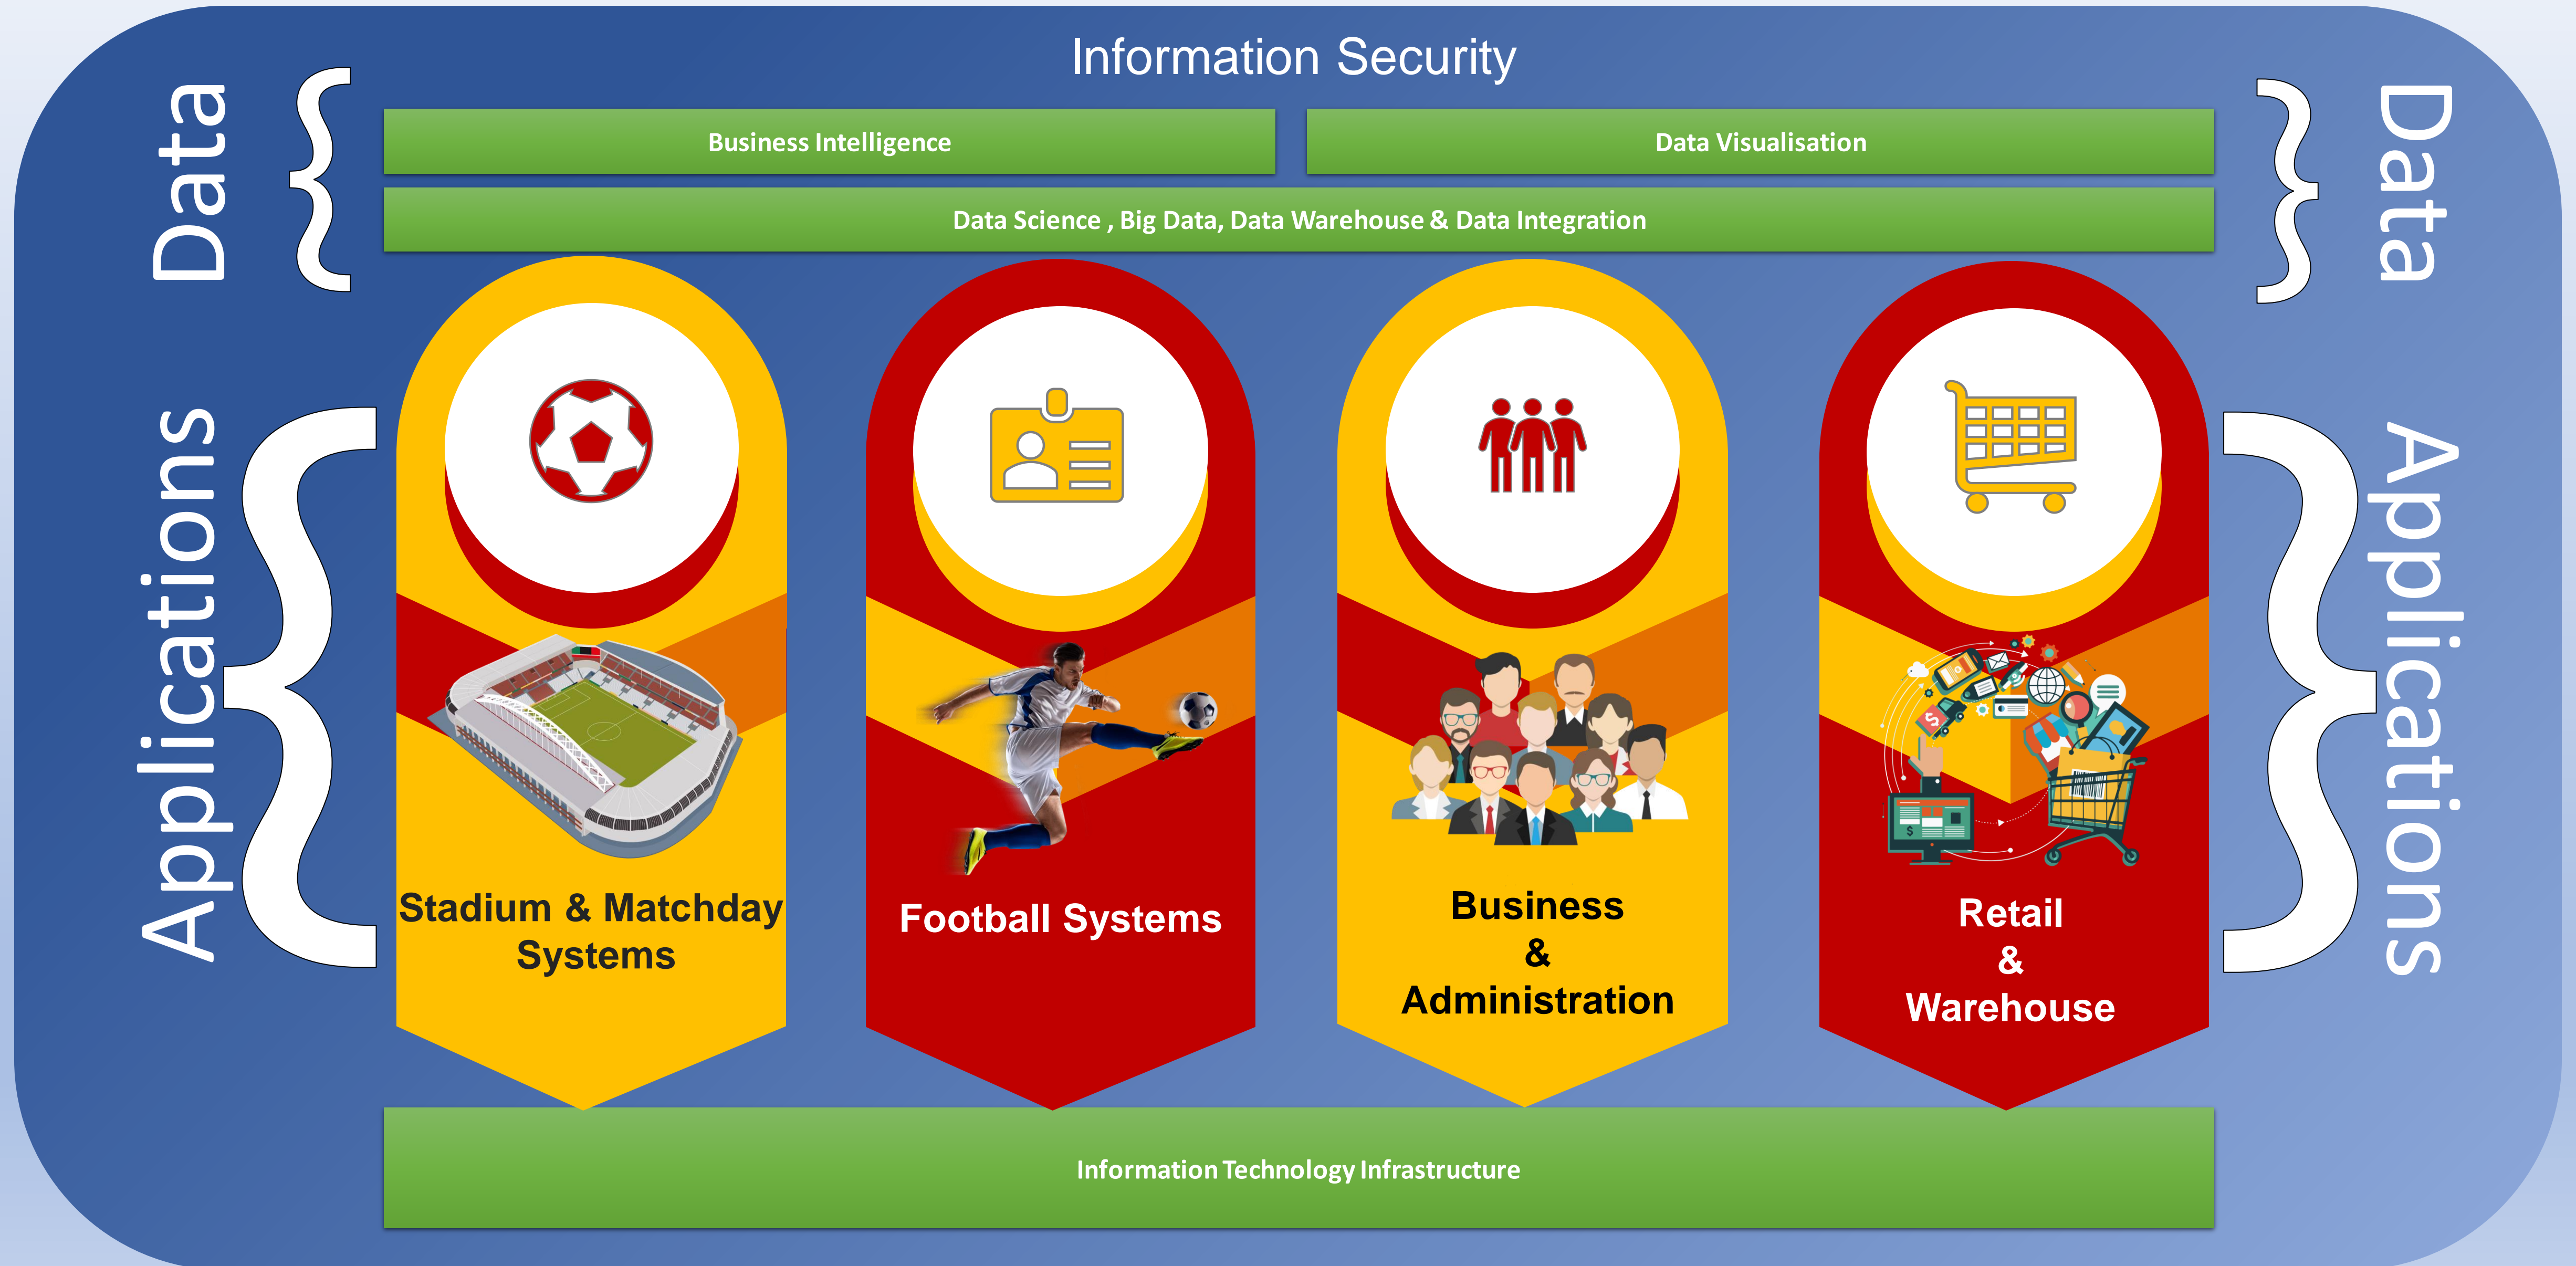 Information Security
Data
Data
Business Intelligence
Data Visualisation
Data Science , Big Data, Data Warehouse & Data Integration
Applications
Applications
$
$
Stadium & Matchday
Systems
Football Systems
Business
&
Administration
Retail
&
Warehouse
Information Technology Infrastructure